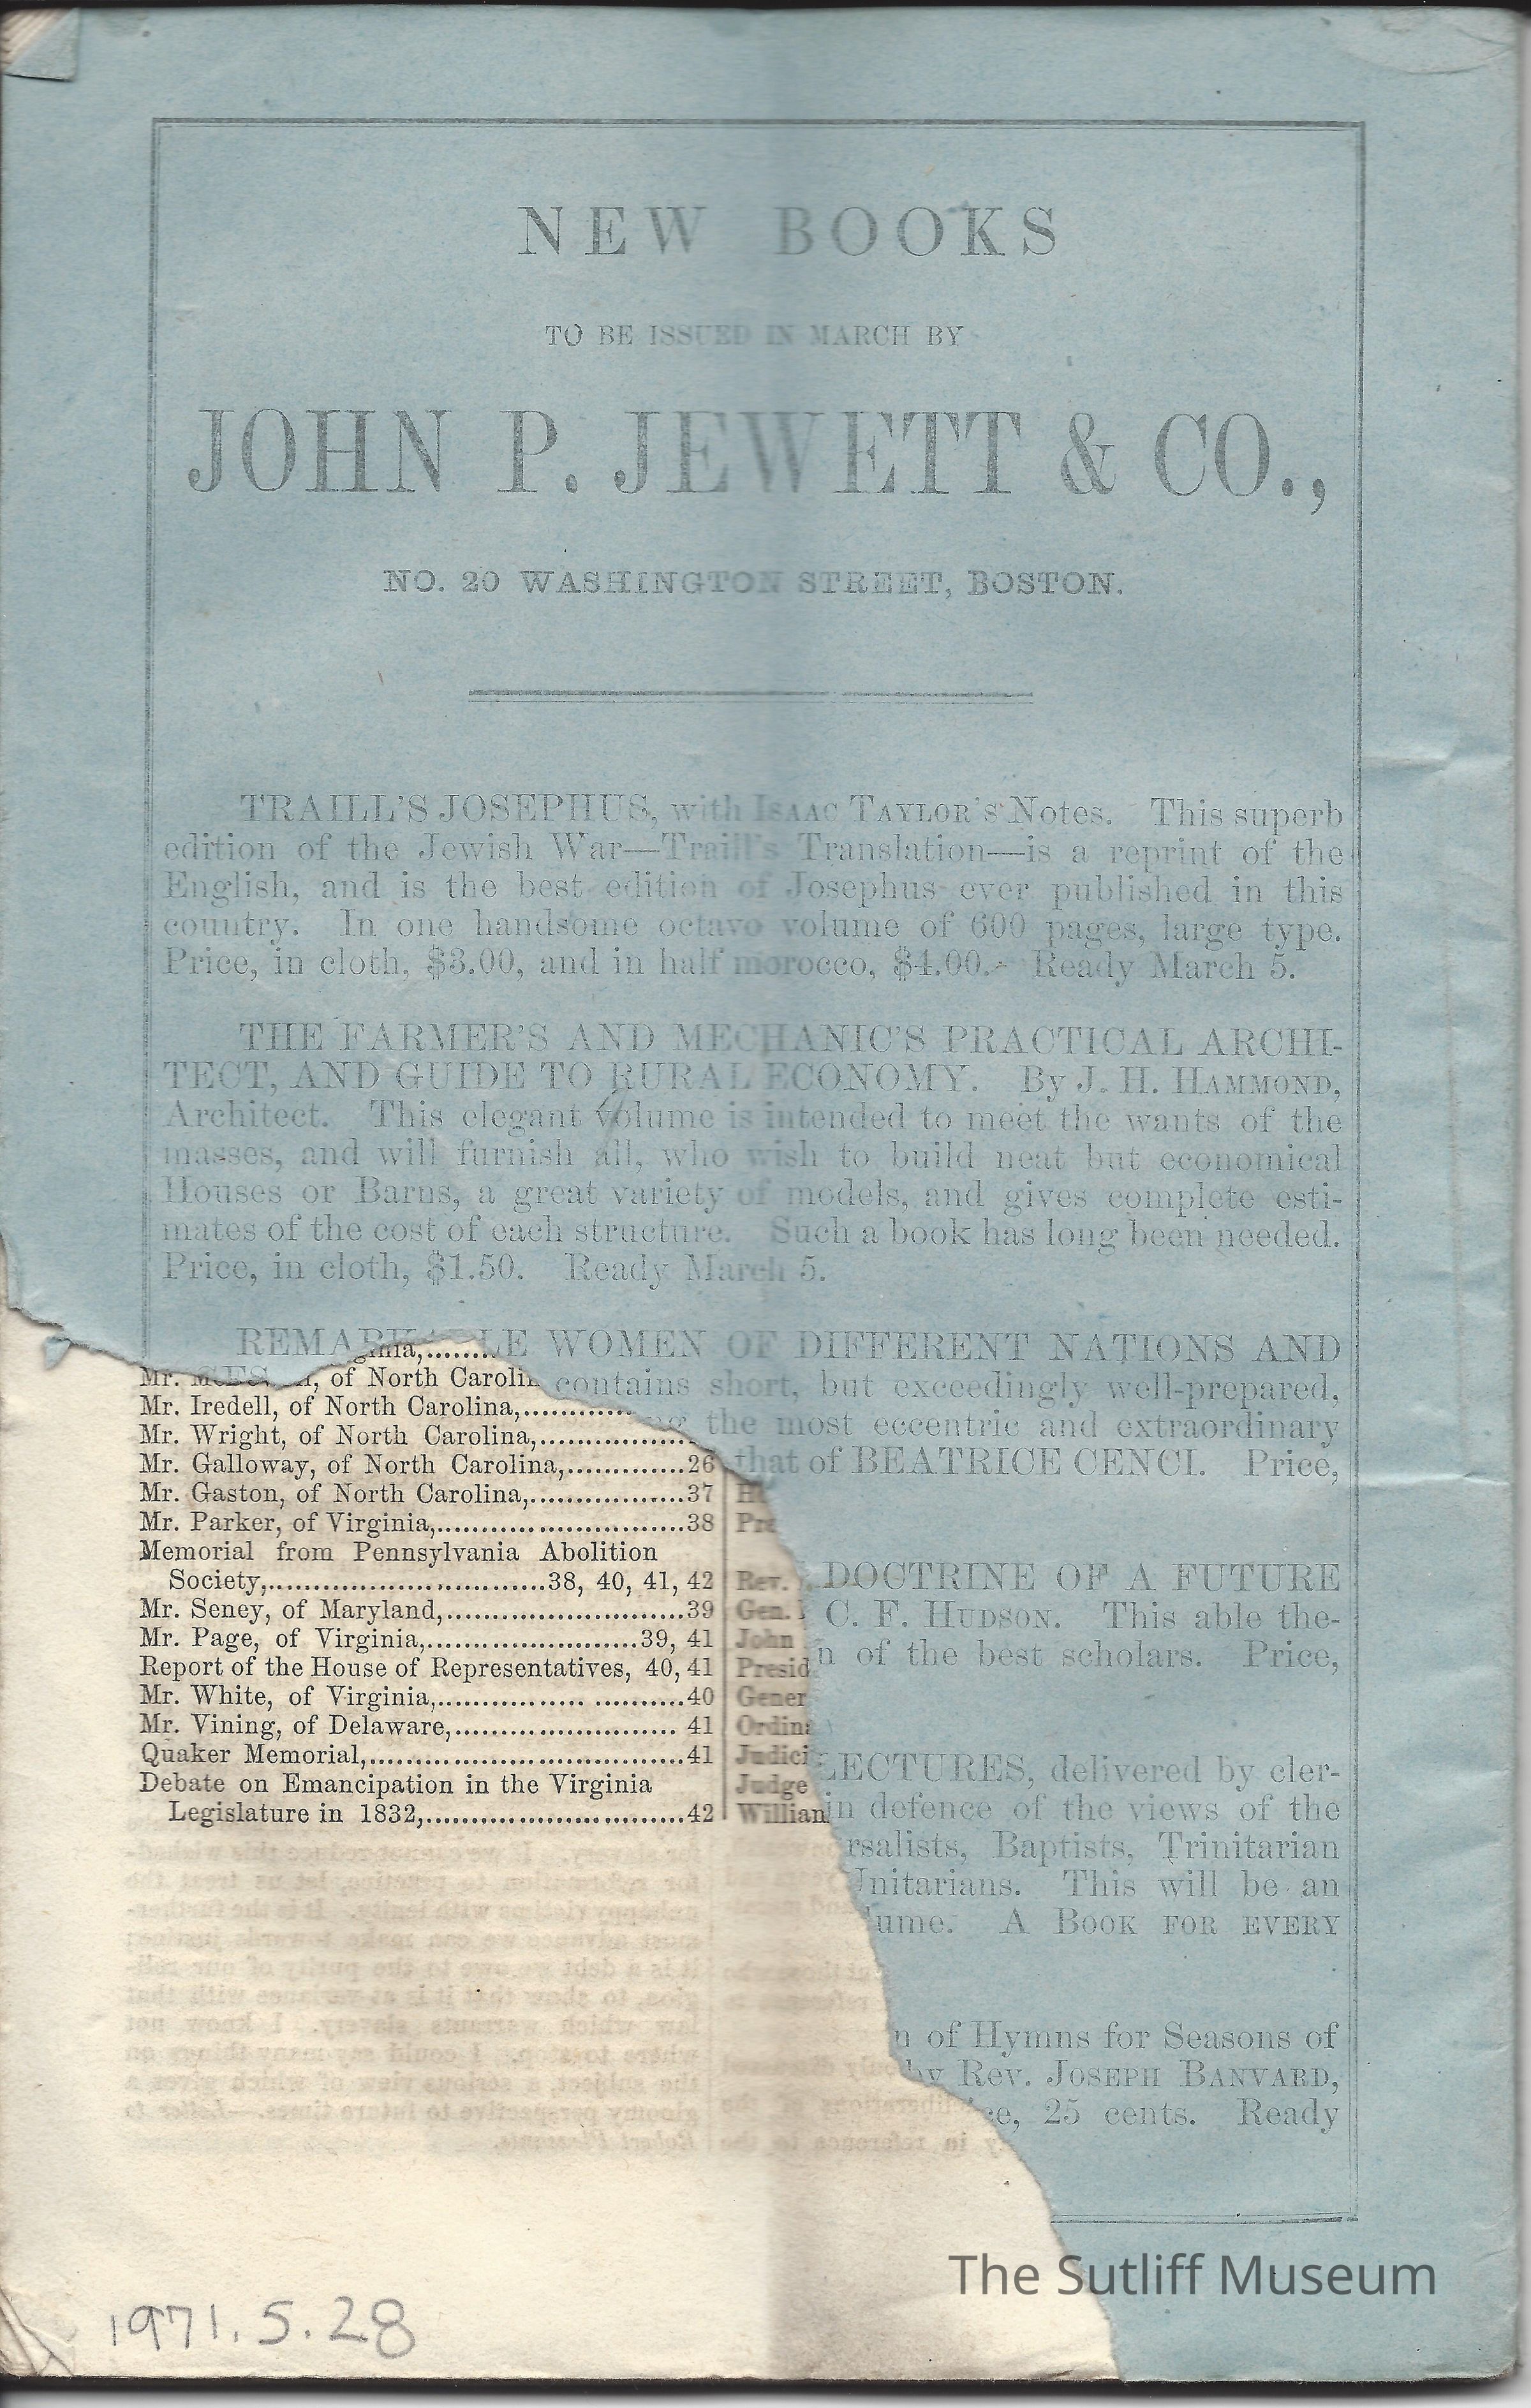 NEW BOOKS
TO BE ISSUED IN MARCH BY
JOHN P. JEWETT & CO.,
NO. 20 WASHINGTON STREET, BOSTON.
TRAILL'S JOSEPHUS, with ISAAC TAYLOR'S Notes. This superb
edition of the Jewish War—Traill's Translation—is a reprint of the
English, and is the best edition of Josephus ever published in this
country. In one handsome octavo volume of 600 pages, large type.
Price, in cloth, $3.00, and in half morocco, $4.00. Ready March 5.
THE FARMER'S AND MECHANIC'S PRACTICAL ARCHI-
TECT, AND GUIDE TO RURAL ECONOMY. By J. H. HAMMOND,
Architect. This elegant volume is intended to meet the wants of the
masses, and will furnish all, who wish to build neat but economical
Houses or Barns, a great variety of models, and gives complete esti-
mates of the cost of each structure. Such a book has long been needed.
Price, in cloth, $1.50. Ready March 5.
WOMEN OF DIFFERENT NATIONS AND
contains short, but exceedingly well-prepared,
the most eccentric and extraordinary
that of BEATRICE CENCI. Price,
DOCTRINE OF A FUTURE
C. F. HUDSON. This able the-
n of the best scholars. Price,
LECTURES, delivered by cler-
in defence of the views of the
rsalists, Baptists, Trinitarian
Unitarians. This will be an
lume. A BOOK FOR EVERY
n of Hymns for Seasons of
by Rev. JOSEPH BANVARD,
ce, 25 cents. Ready
Mr. of North Carolin
Mr. Iredell, of North Carolina,
Mr. Wright, of North Carolina,
Mr. Galloway, of North Carolina,..............26
Mr. Gaston, of North Carolina,..................37
Mr. Parker, of Virginia,.............................38
Memorial from Pennsylvania Abolition
Society,.................................38, 40, 41, 42
Mr. Seney, of Maryland,............................39
Mr. Page, of Virginia,.........................39, 41
Report of the House of Representatives, 40, 41
Mr. White, of Virginia,.............................40
Mr. Vining, of Delaware,.......................... 41
Quaker Memorial,.....................................41
Debate on Emancipation in the Virginia
Legislature in 1832,...............................42
Rev.
Gen.
John
Presid
Gener
Ordin
Judici
Judge
William
1971.5.28
The Sutliff Museum